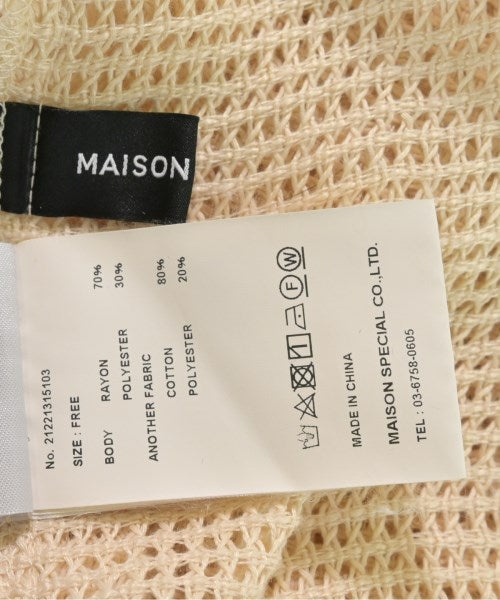 MAISON
No. 21221315103
SIZE : FREE
BODY RAYON 70%
POLYESTER 30%
ANOTHER FABRIC
COTTON 80%
POLYESTER 20%
MADE IN CHINA
MAISON SPECIAL CO.,LTD.
TEL : 03-6758-0605